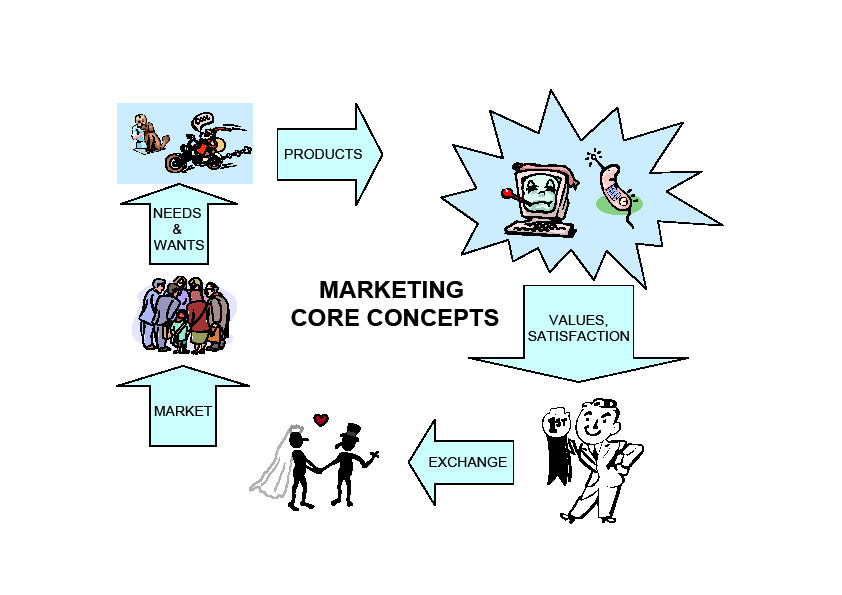 PRODUCTS
NEEDS
&
WANTS
MARKETING
CORE CONCEPTS
VALUES,
SATISFACTION
MARKET
EXCHANGE
1ST